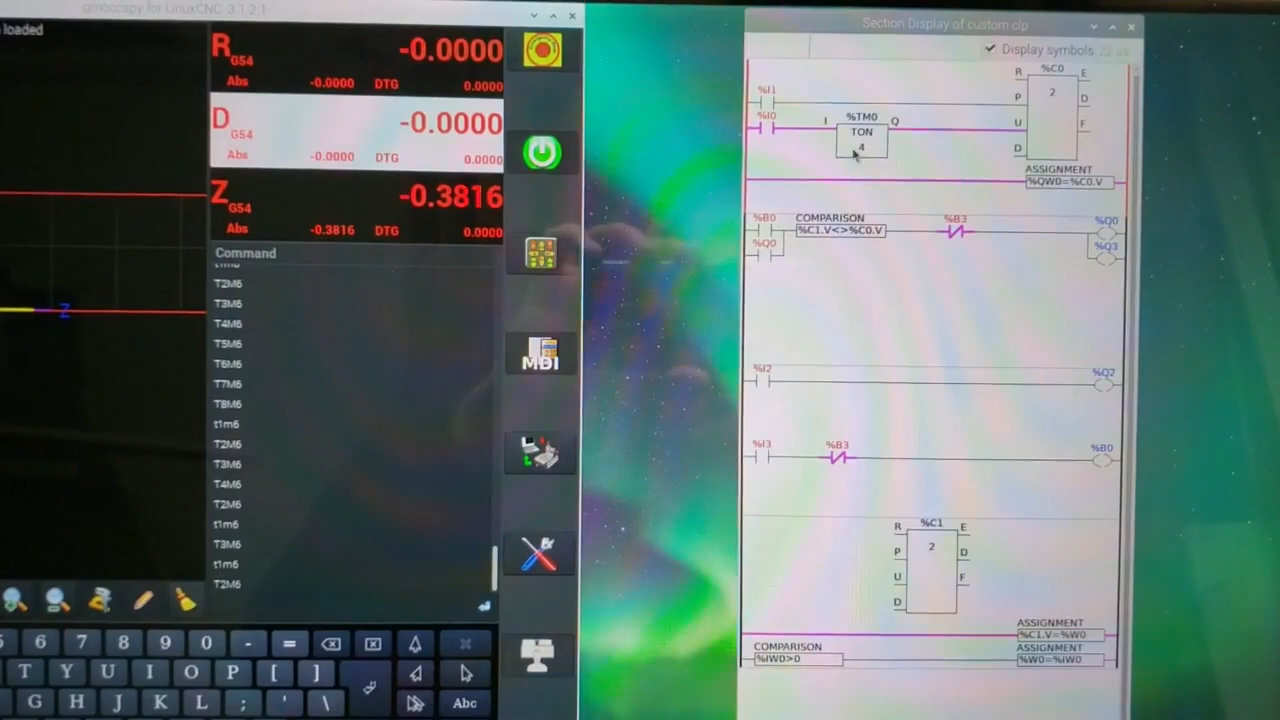 gmoccapy for LinuxCNC 3.1.2.1
loaded
R G54 -0.0000
Abs -0.0000 DTG 0.0000
D G54 -0.0000
Abs -0.0000 DTG 0.0000
Z G54 -0.3816
Abs -0.3816 DTG 0.0000
Command
T2M6
T3M6
T4M6
T5M6
T6M6
T7M6
T8M6
t1m6
T2M6
T3M6
T4M6
T2M6
t1m6
T3M6
t1m6
T2M6
Z
MDI
6 7 8 9 0 - =
T Y U I O P [ ]
G H J K L ; ' \ Abc
Section Display of custom.clp
Display symbols
%I1
%I0
I %TM0 Q
TON
4
R %C0 E
P 2 D
U F
D
ASSIGNMENT
%QW0=%C0.V
%B0 COMPARISON %B3 %Q0
%C1.V<>%C0.V
%Q0 %Q3
%I2 %Q2
%I3 %B3 %B0
R %C1 E
2
P D
U F
D
ASSIGNMENT
%C1.V=%W0
COMPARISON ASSIGNMENT
%IW0>0 %W0=%IW0